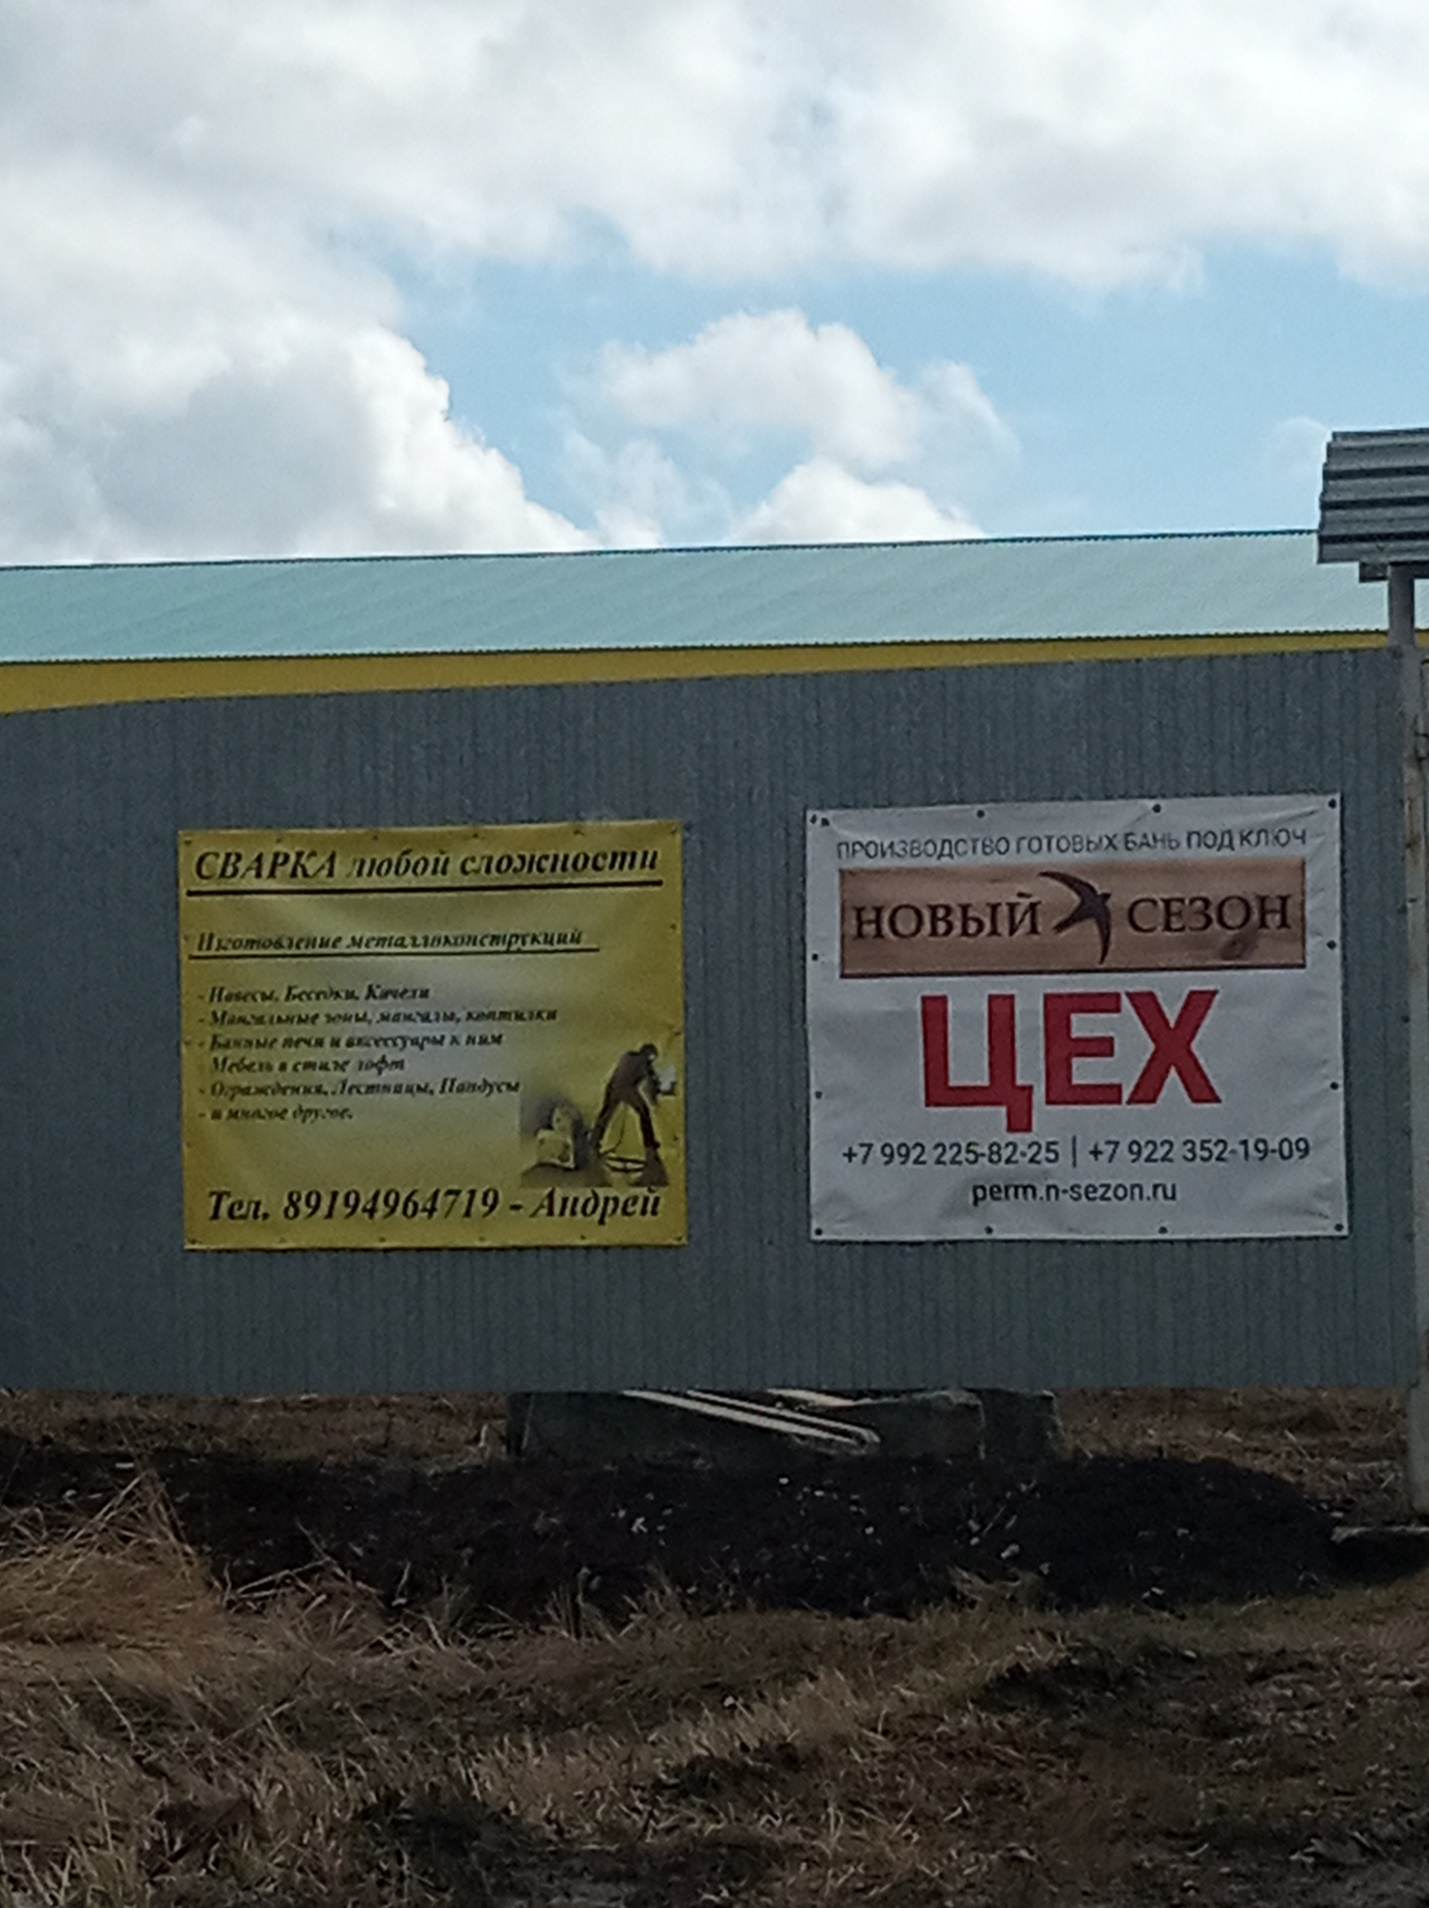 СВАРКА любой сложности
Изготовление металлоконструкций
- Навесы, Беседки, Качели
- Мангальные зоны, мангалы, коптилки
- Банные печи и аксессуары к ним
Мебель в стиле лофт
- Ограждения, Лестницы, Пандусы
- и многое другое.
Тел. 89194964719 - Андрей
ПРОИЗВОДСТВО ГОТОВЫХ БАНЬ ПОД КЛЮЧ
НОВЫЙ СЕЗОН
ЦЕХ
+7 992 225-82-25 | +7 922 352-19-09
perm.n-sezon.ru